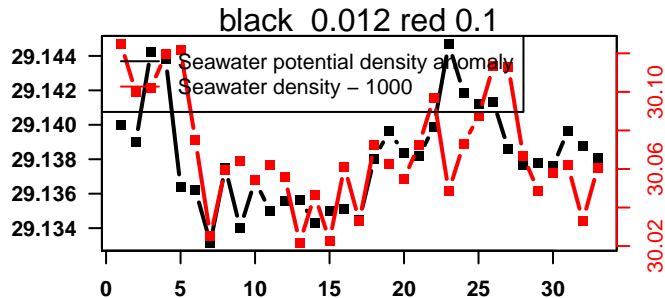 black 0.012 red 0.1
Seawater potential density anomaly
Seawater density − 1000
29.144
29.142
29.140
29.138
29.136
29.134
30.10
30.06
30.02
0 5 10 15 20 25 30